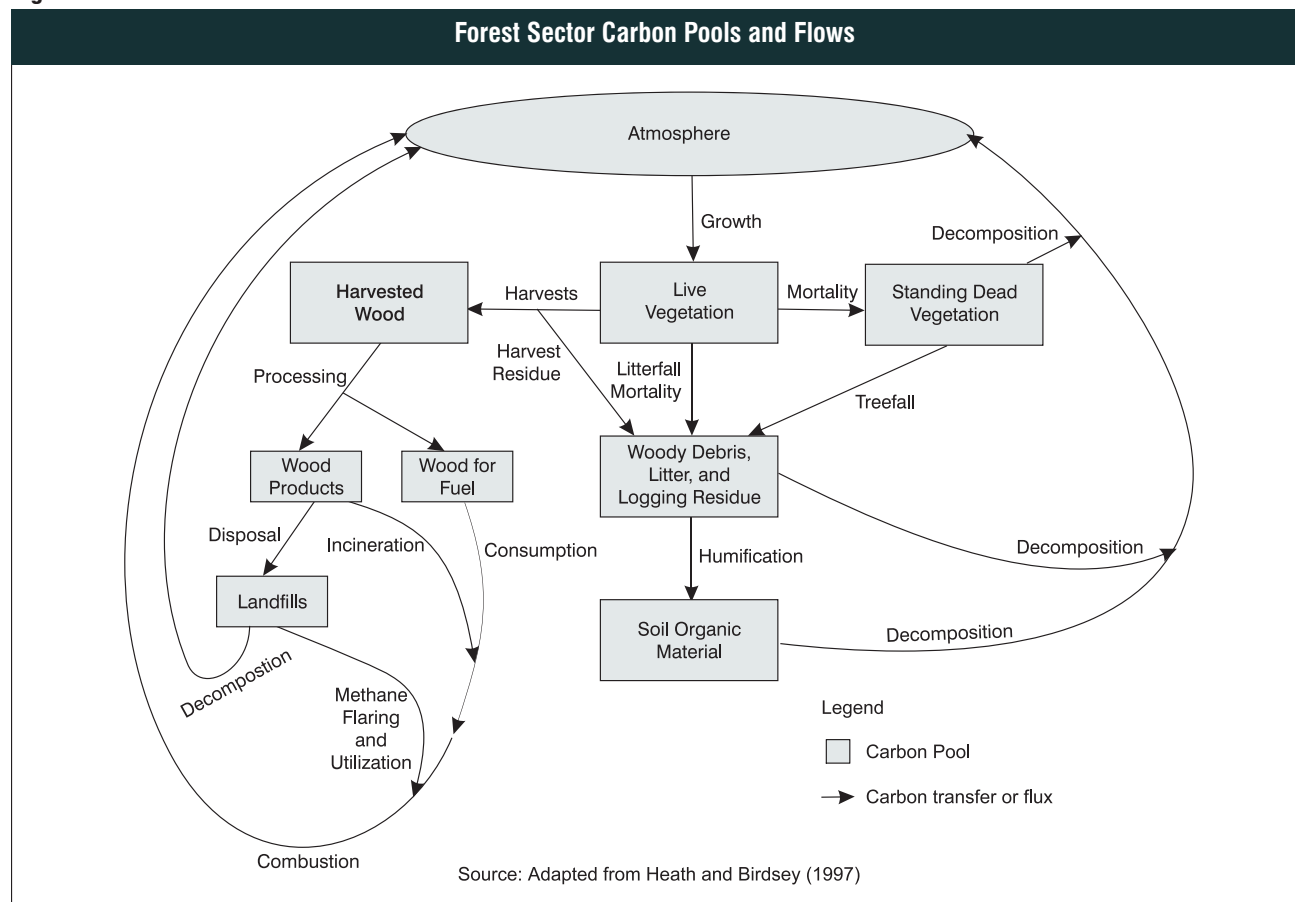 Forest Sector Carbon Pools and Flows
Atmosphere
Growth
Decomposition
Harvested
Wood
Harvests
Live
Vegetation
Mortality
Standing Dead
Vegetation
Harvest
Residue
Litterfall
Mortality
Processing
Treefall
Wood
Products
Wood for
Fuel
Woody Debris,
Litter, and
Logging Residue
Disposal
Incineration
Consumption
Humification
Decomposition
Landfills
Soil Organic
Material
Decomposition
Decompostion
Methane
Flaring
and
Utilization
Legend
Carbon Pool
Carbon transfer or flux
Combustion
Source: Adapted from Heath and Birdsey (1997)